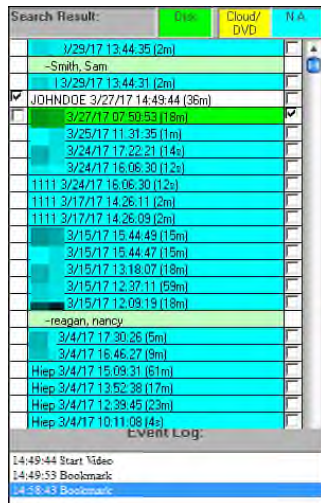 Search Result: Disk Cloud/ DVD N.A.
3/29/17 13:44:35 (2m)
~Smith, Sam
3/29/17 13:44:31 (2m)
JOHNDOE 3/27/17 14:49:44 (36m)
3/27/17 07:50:53 (18m)
3/25/17 11:31:35 (1m)
3/24/17 17:22:21 (14s)
3/24/17 16:06:30 (12s)
1111 3/24/17 16:06:30 (12s)
1111 3/17/17 14:26:11 (2m)
1111 3/17/17 14:26:09 (2m)
3/15/17 15:44:49 (15m)
3/15/17 15:44:47 (15m)
3/15/17 13:18:07 (18m)
3/15/17 12:37:11 (59m)
3/15/17 12:09:19 (18m)
~reagan, nancy
3/4/17 17:30:26 (5m)
3/4/17 16:46:27 (9m)
Hiep 3/4/17 15:09:31 (61m)
Hiep 3/4/17 13:52:38 (17m)
Hiep 3/4/17 12:39:45 (23m)
Hiep 3/4/17 10:11:08 (4s)
Event Log:
14:49:44 Start Video
14:49:53 Bookmark
14:58:43 Bookmark